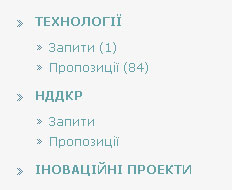 » ТЕХНОЛОГІЇ
» Запити (1)
» Пропозиції (84)
» НДДКР
» Запити
» Пропозиції
» ІНОВАЦІЙНІ ПРОЕКТИ